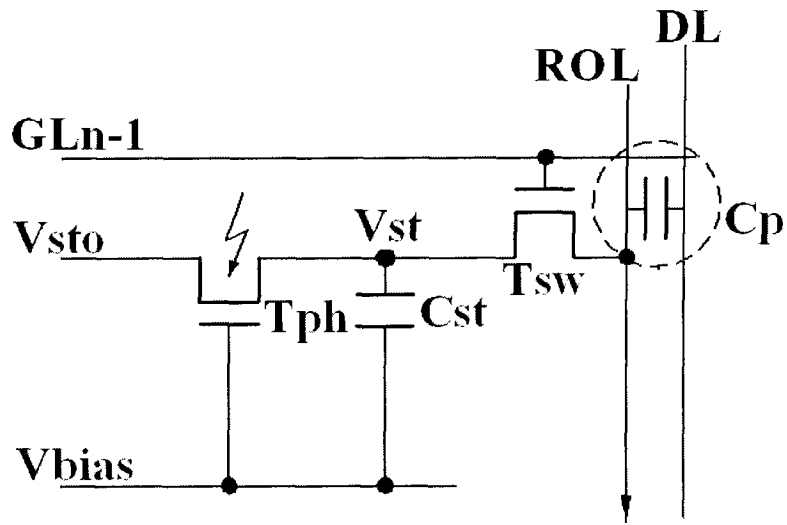 DL
ROL
GLn-1
Vsto
Vst
Cp
Tsw
Tph
Cst
Vbias